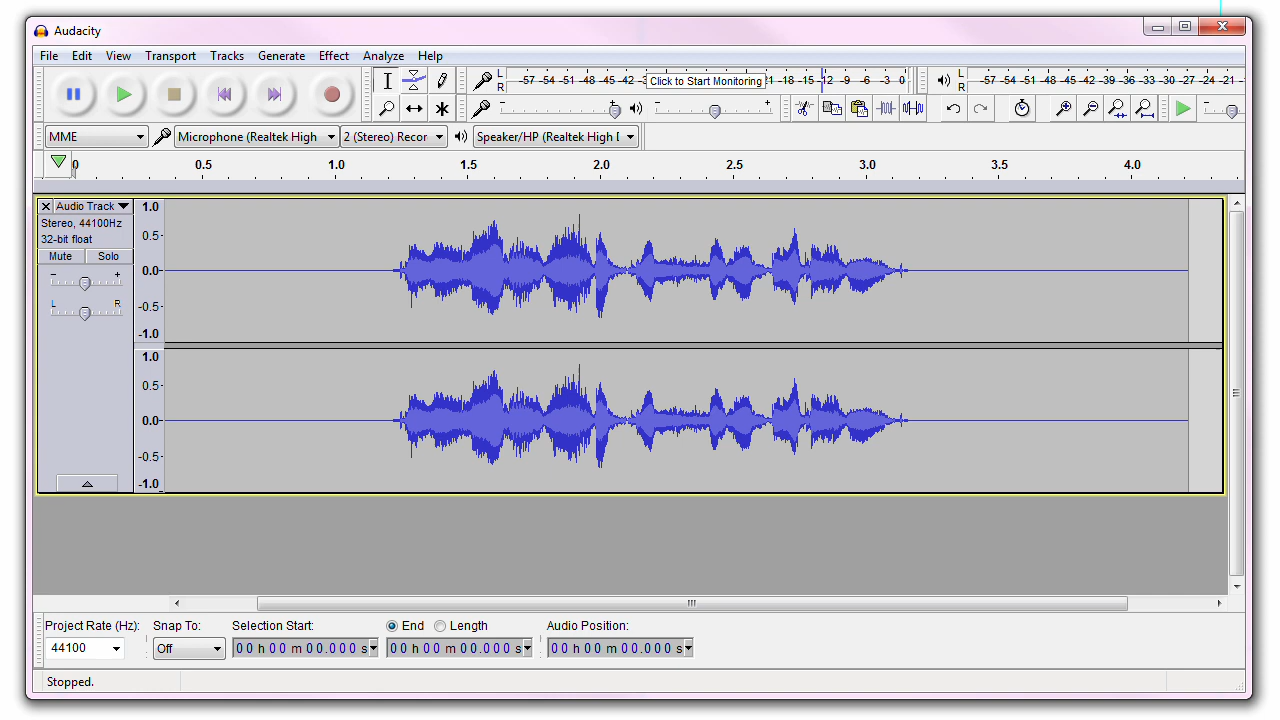 Audacity
File Edit View Transport Tracks Generate Effect Analyze Help
L R -57 -54 -51 -48 -45 -42 Click to Start Monitoring -18 -15 -12 -9 -6 -3 0 L R -57 -54 -51 -48 -45 -42 -39 -36 -33 -30 -27 -24 -21
MME Microphone (Realtek High 2 (Stereo) Recor Speaker/HP (Realtek High
0 0.5 1.0 1.5 2.0 2.5 3.0 3.5 4.0
Audio Track 1.0
Stereo, 44100Hz 0.5
32-bit float
Mute Solo
- + 0.0
L R -0.5
-1.0
1.0
0.5
0.0
-0.5
-1.0
Project Rate (Hz): Snap To: Selection Start: End Length Audio Position:
44100 Off 00 h 00 m 00.000 s 00 h 00 m 00.000 s 00 h 00 m 00.000 s
Stopped.